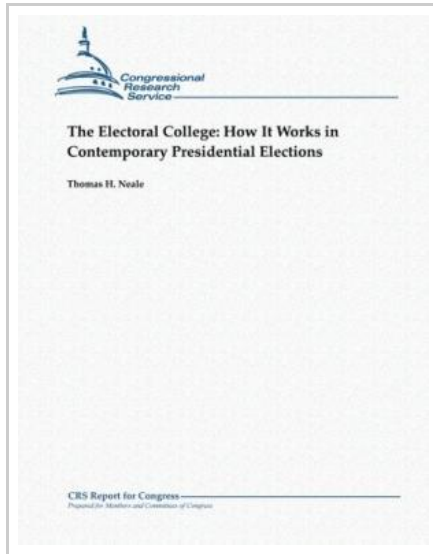 Congressional
Research
Service
The Electoral College: How It Works in
Contemporary Presidential Elections
Thomas H. Neale
CRS Report for Congress
Prepared for Members and Committees of Congress